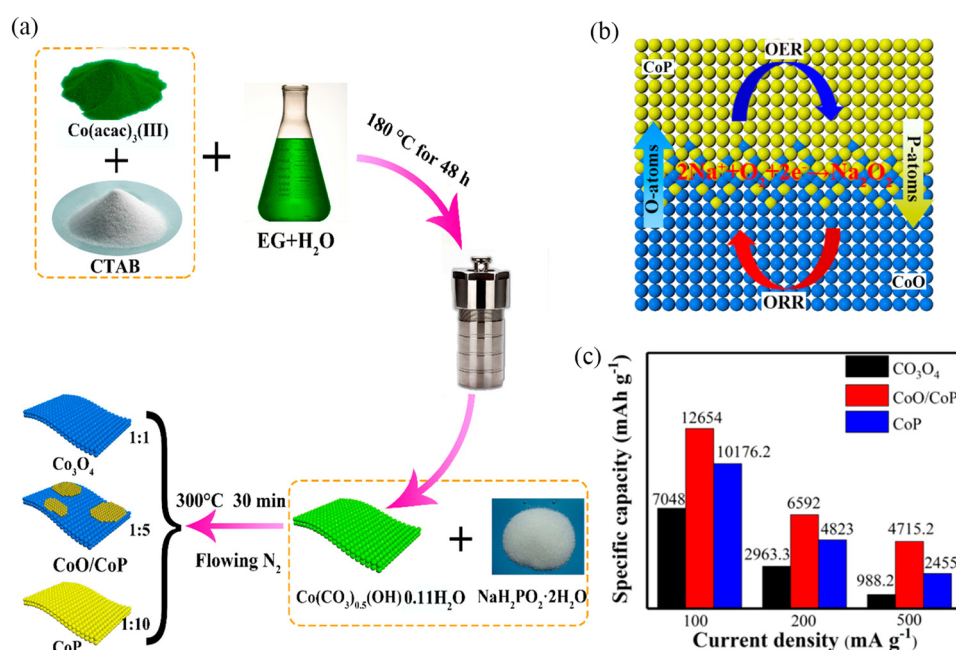 (a)
Co(acac)₃(III)
+
CTAB
+
EG+H₂O
180 °C for 48 h
Co₃O₄
1:1
CoO/CoP
1:5
CoP
1:10
300°C 30 min
Flowing N₂
Co(CO₃)₀.₅(OH) 0.11H₂O
+
NaH₂PO₂·2H₂O
(b)
CoP
OER
O-atoms
2Na⁺+O₂+2e⁻→Na₂O₂
P-atoms
ORR
CoO
(c)
Specific capacity (mAh g⁻¹)
CO₃O₄
CoO/CoP
CoP
7048
12654
10176.2
2963.3
6592
4823
988.2
4715.2
2455
100
200
500
Current density (mA g⁻¹)